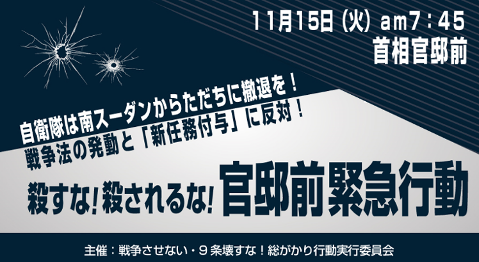 11月15日（火）am7：45
首相官邸前
自衛隊は南スーダンからただちに撤退を！
戦争法の発動と「新任務付与」に反対！
殺すな！殺されるな！官邸前緊急行動
主催：戦争させない・9条壊すな！総がかり行動実行委員会